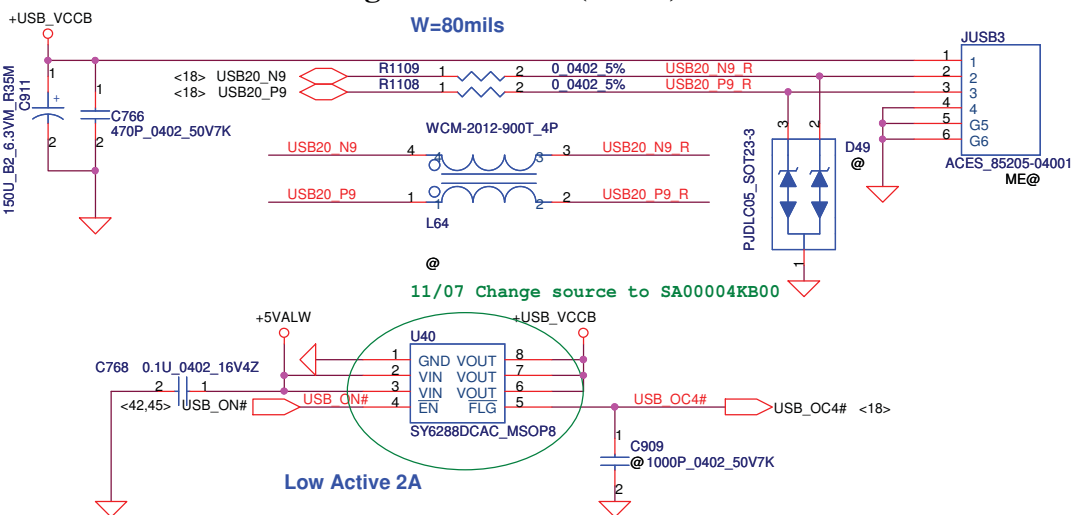 +USB_VCCB
W=80mils
JUSB3
<18> USB20_N9 R1109 1 2 0_0402_5% USB20_N9_R
<18> USB20_P9 R1108 1 2 0_0402_5% USB20_P9_R
1 1
2 2
3 3
4 4
5 G5
6 G6
ACES_85205-04001
ME@
150U_B2_6.3VM_R35M
C911
1
+
2
1
C766
470P_0402_50V7K
2
WCM-2012-900T_4P
USB20_N9 4 4 3 3 USB20_N9_R
USB20_P9 1 1 2 2 USB20_P9_R
L64
@
3 2
D49
@
PJDLC05_SOT23-3
1
11/07 Change source to SA00004KB00
+5VALW
+USB_VCCB
U40
1 GND VOUT 8
2 VIN VOUT 7
3 VIN VOUT 6
4 EN FLG 5
SY6288DCAC_MSOP8
C768 0.1U_0402_16V4Z
2 1
<42,45> USB_ON# USB_ON#
USB_OC4# USB_OC4# <18>
1
C909
@ 1000P_0402_50V7K
2
Low Active 2A